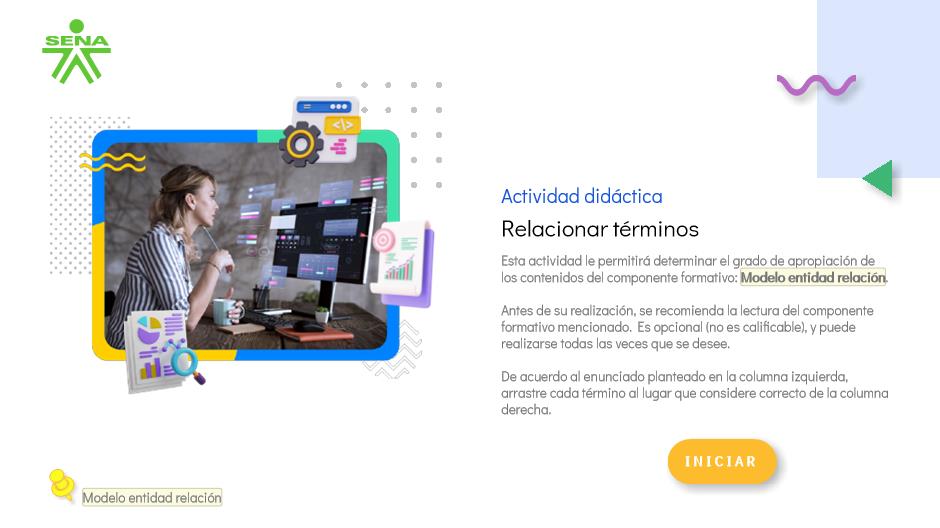 SENA
Actividad didáctica
Relacionar términos
Esta actividad le permitirá determinar el grado de apropiación de
los contenidos del componente formativo: Modelo entidad relación.
Antes de su realización, se recomienda la lectura del componente
formativo mencionado. Es opcional (no es calificable), y puede
realizarse todas las veces que se desee.
De acuerdo al enunciado planteado en la columna izquierda,
arrastre cada término al lugar que considere correcto de la columna
derecha.
INICIAR
Modelo entidad relación